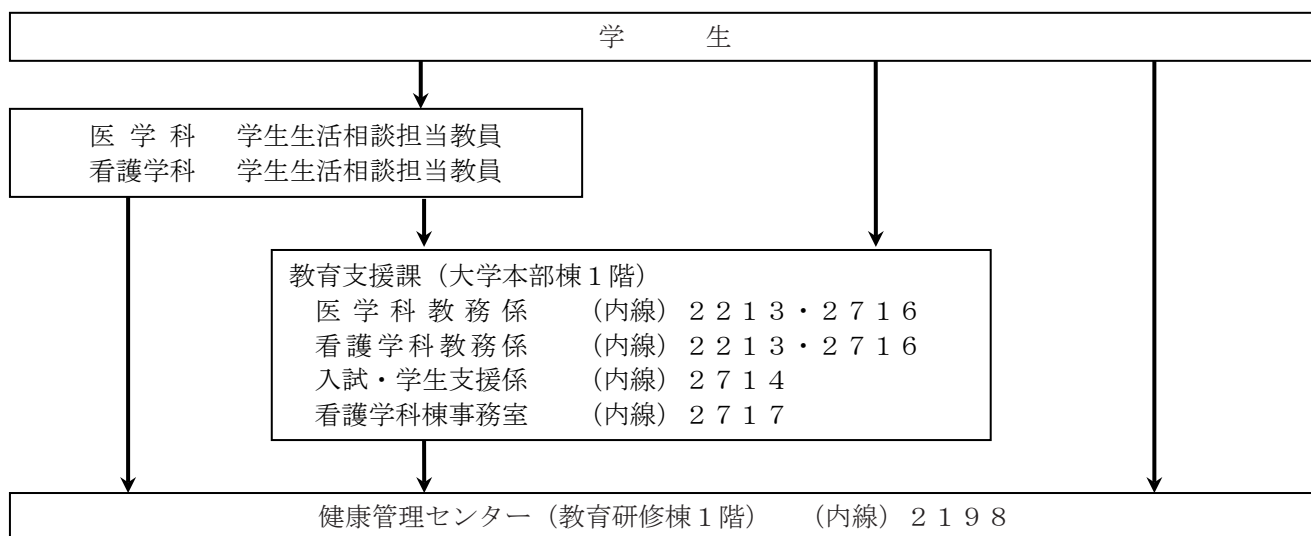 学　　生
医学科　学生生活相談担当教員
看護学科　学生生活相談担当教員
教育支援課（大学本部棟１階）
医学科教務係　（内線）２２１３・２７１６
看護学科教務係　（内線）２２１３・２７１６
入試・学生支援係　（内線）２７１４
看護学科棟事務室　（内線）２７１７
健康管理センター（教育研修棟１階）　（内線）２１９８